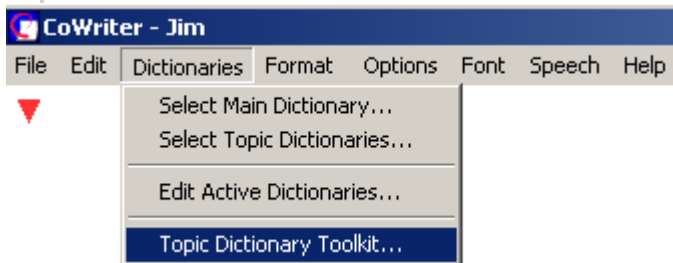 CoWriter - Jim
File Edit Dictionaries Format Options Font Speech Help
Select Main Dictionary...
Select Topic Dictionaries...
Edit Active Dictionaries...
Topic Dictionary Toolkit...